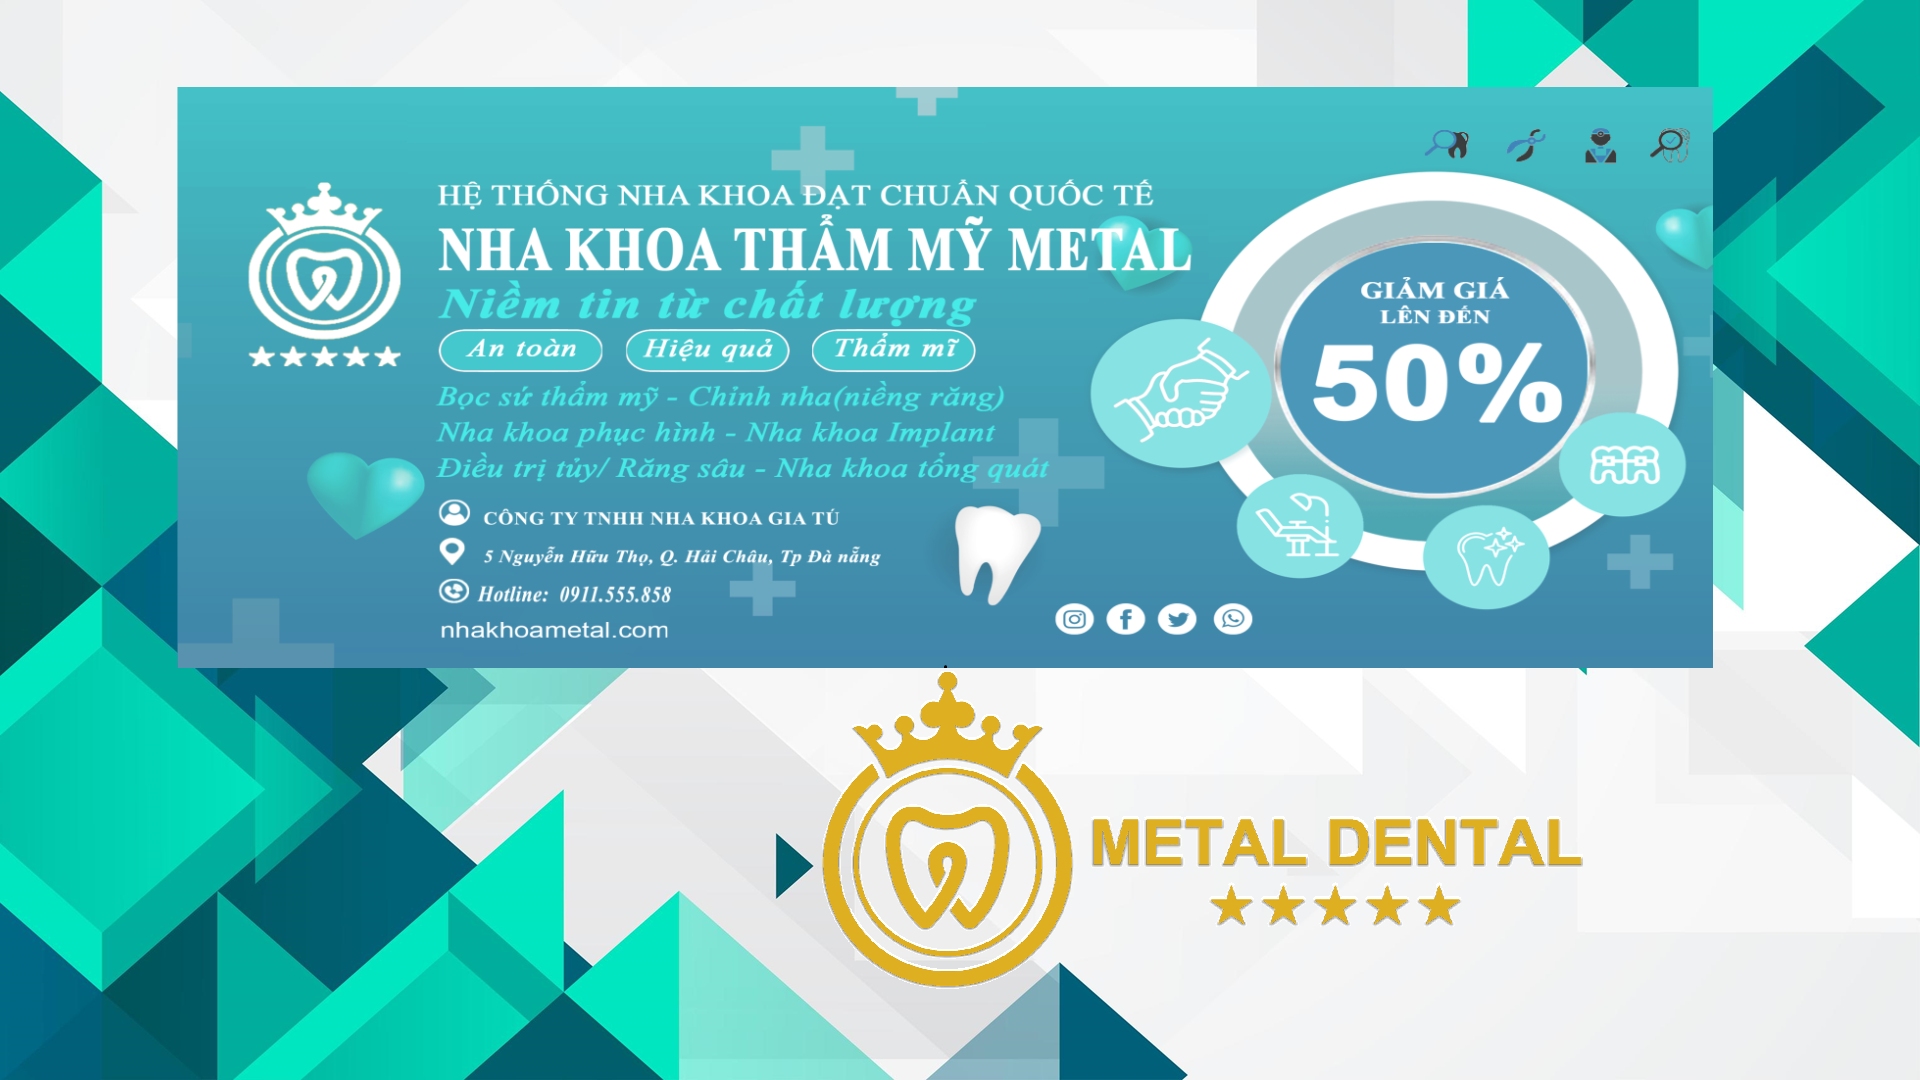 HỆ THỐNG NHA KHOA ĐẠT CHUẨN QUỐC TẾ
NHA KHOA THẨM MỸ METAL
Niềm tin từ chất lượng
An toàn Hiệu quả Thẩm mĩ
Bọc sứ thẩm mỹ - Chỉnh nha(niềng răng)
Nha khoa phục hình - Nha khoa Implant
Điều trị tủy/ Răng sâu - Nha khoa tổng quát
CÔNG TY TNHH NHA KHOA GIA TÚ
5 Nguyễn Hữu Thọ, Q. Hải Châu, Tp Đà nẵng
Hotline: 0911.555.858
nhakhoametal.com
GIẢM GIÁ
LÊN ĐẾN
50%
METAL DENTAL